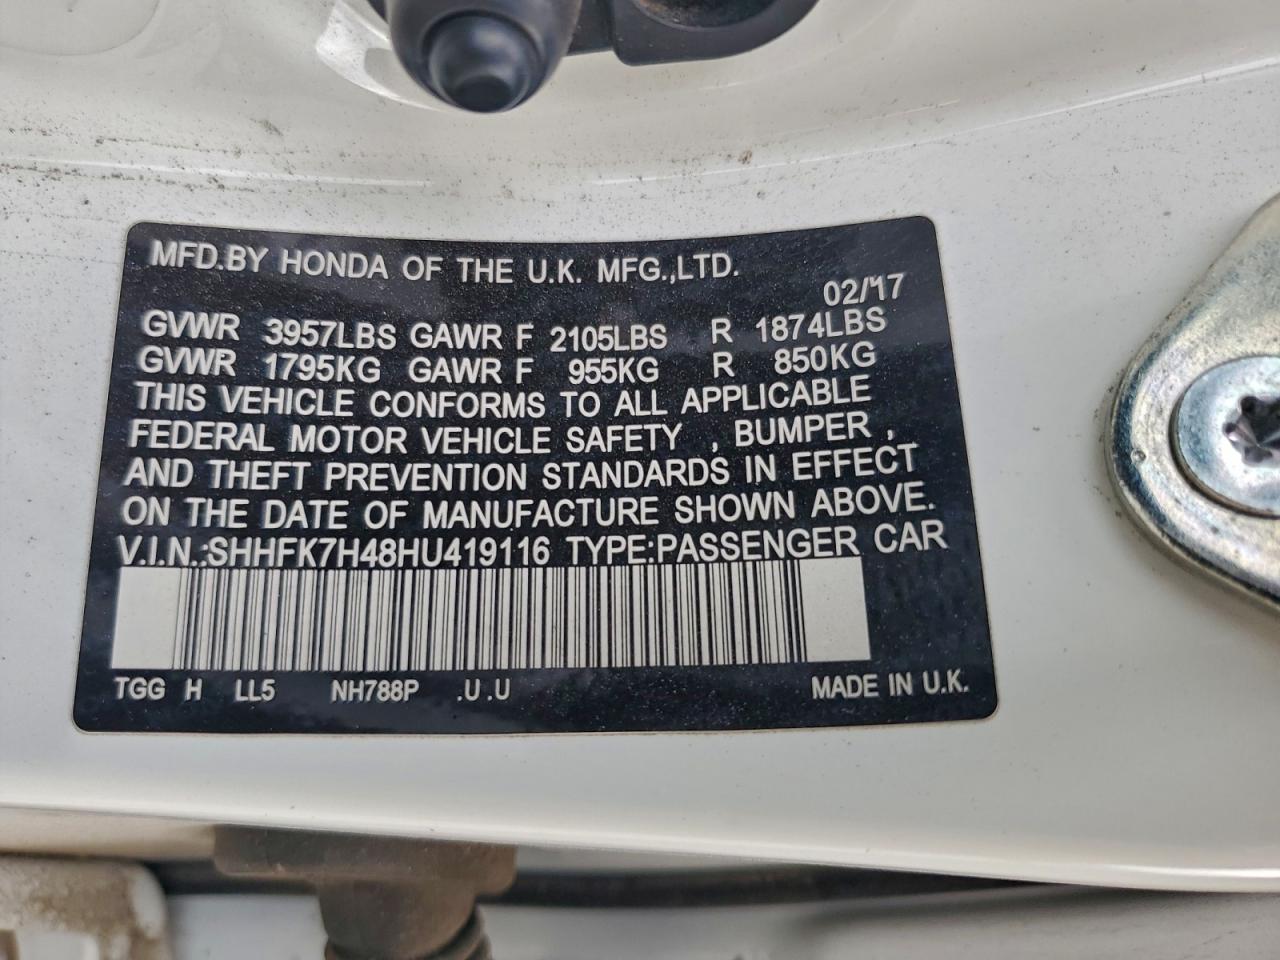 MFD.BY HONDA OF THE U.K. MFG.,LTD.
02/17
GVWR 3957LBS GAWR F 2105LBS R 1874LBS
GVWR 1795KG GAWR F 955KG R 850KG
THIS VEHICLE CONFORMS TO ALL APPLICABLE
FEDERAL MOTOR VEHICLE SAFETY , BUMPER ,
AND THEFT PREVENTION STANDARDS IN EFFECT
ON THE DATE OF MANUFACTURE SHOWN ABOVE.
V.I.N.:SHHFK7H48HU419116 TYPE:PASSENGER CAR
TGG H LL5 NH788P .U .U MADE IN U.K.